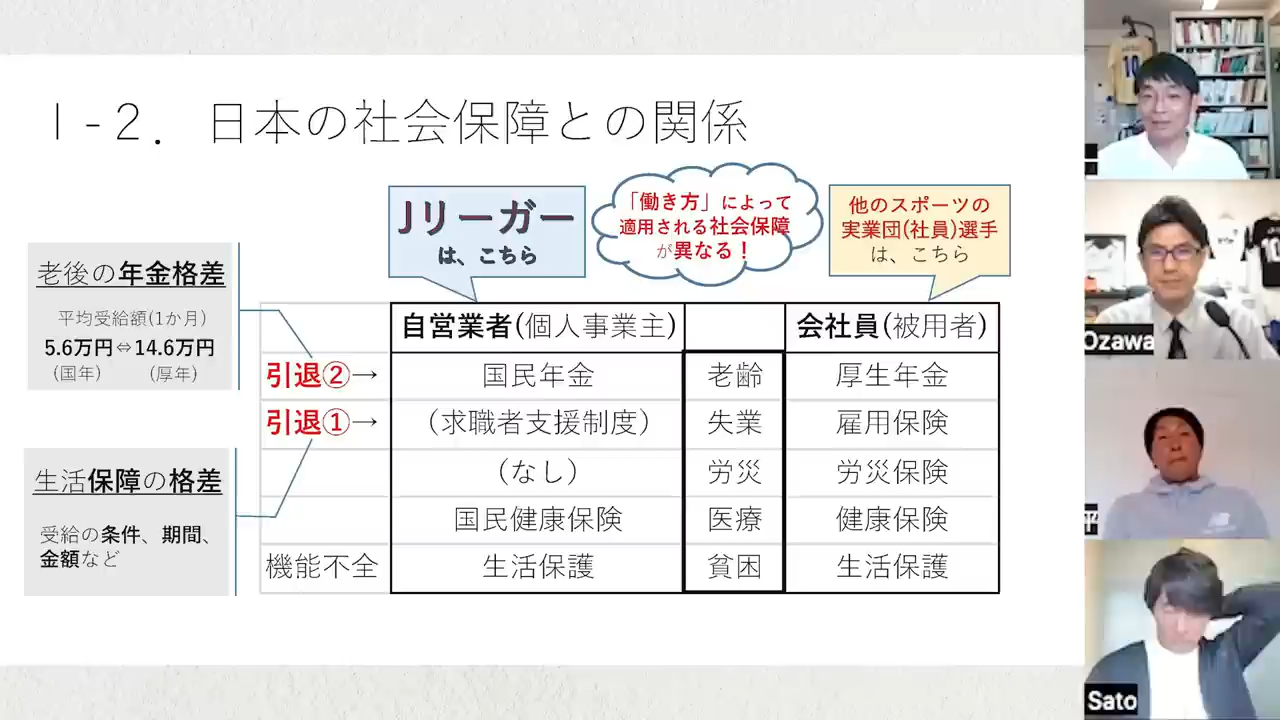 1-2．日本の社会保障との関係
Jリーガー
は、こちら
「働き方」によって
適用される社会保障
が異なる！
他のスポーツの
実業団(社員)選手
は、こちら
老後の年金格差
平均受給額(1か月)
5.6万円⇔14.6万円
(国年) (厚年)
生活保障の格差
受給の条件、期間、
金額など
自営業者(個人事業主) 会社員(被用者)
引退②→ 国民年金 老齢 厚生年金
引退①→ (求職者支援制度) 失業 雇用保険
(なし) 労災 労災保険
国民健康保険 医療 健康保険
機能不全 生活保護 貧困 生活保護
10
Ozawa
Sato